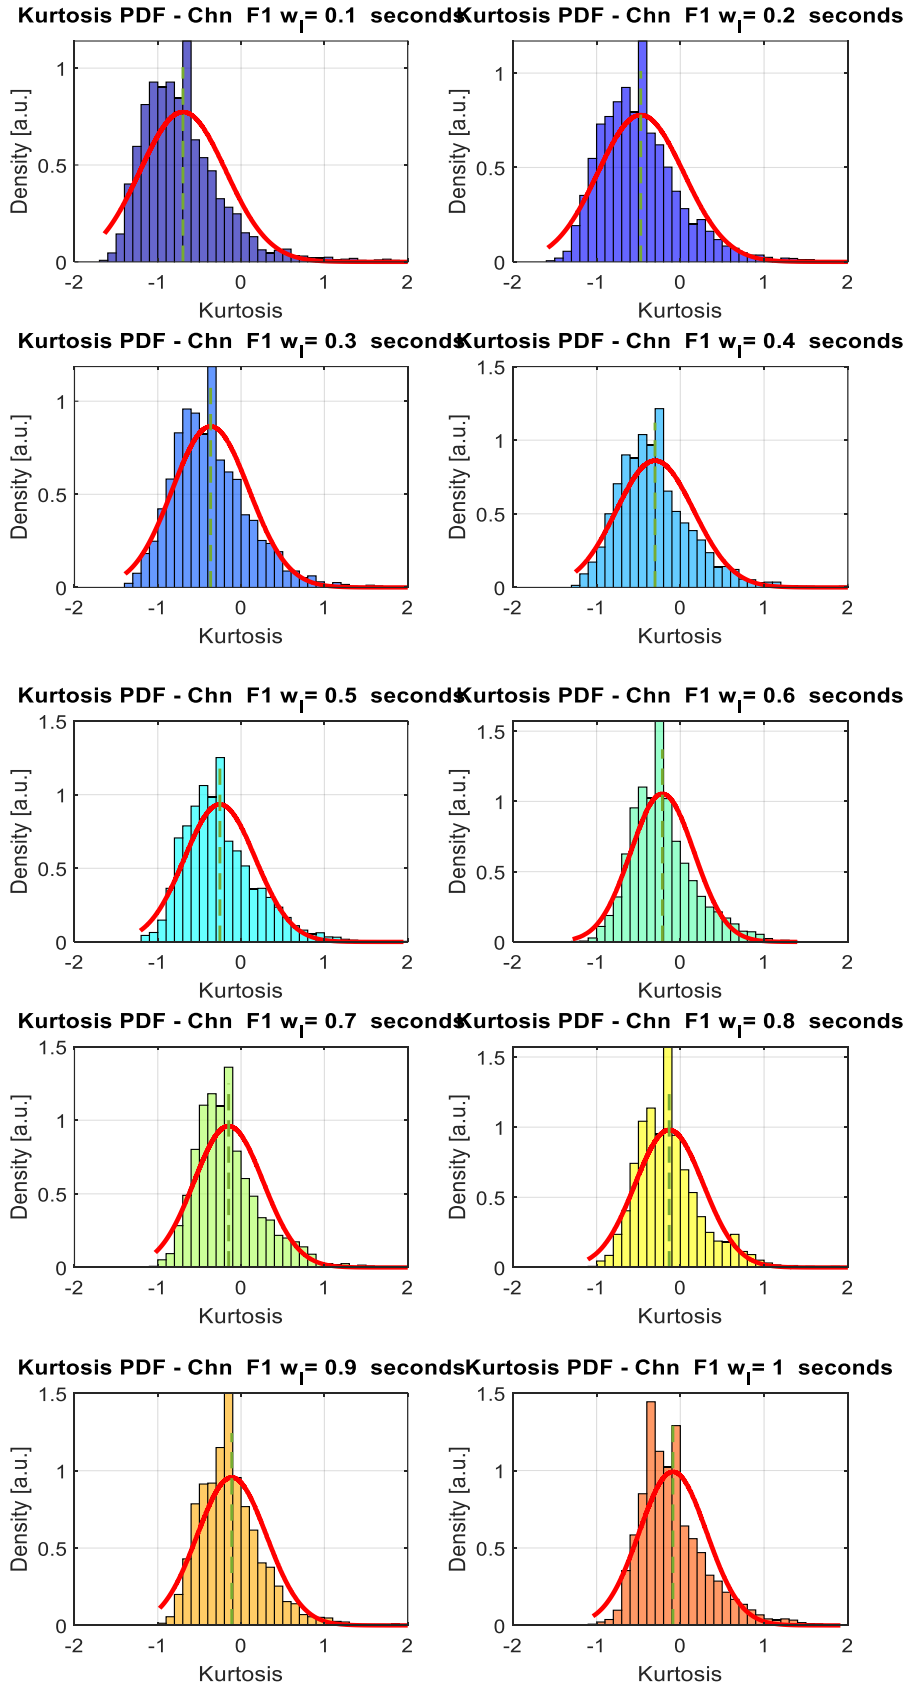 Kurtosis PDF - Chn F1 wl= 0.1 seconds
Density [a.u.]
1
0.5
0
-2 -1 0 1 2
Kurtosis
Kurtosis PDF - Chn F1 wl= 0.2 seconds
Density [a.u.]
1
0.5
0
-2 -1 0 1 2
Kurtosis
Kurtosis PDF - Chn F1 wl= 0.3 seconds
Density [a.u.]
1
0.5
0
-2 -1 0 1 2
Kurtosis
Kurtosis PDF - Chn F1 wl= 0.4 seconds
Density [a.u.]
1.5
1
0.5
0
-2 -1 0 1 2
Kurtosis
Kurtosis PDF - Chn F1 wl= 0.5 seconds
Density [a.u.]
1.5
1
0.5
0
-2 -1 0 1 2
Kurtosis
Kurtosis PDF - Chn F1 wl= 0.6 seconds
Density [a.u.]
1.5
1
0.5
0
-2 -1 0 1 2
Kurtosis
Kurtosis PDF - Chn F1 wl= 0.7 seconds
Density [a.u.]
1.5
1
0.5
0
-2 -1 0 1 2
Kurtosis
Kurtosis PDF - Chn F1 wl= 0.8 seconds
Density [a.u.]
1.5
1
0.5
0
-2 -1 0 1 2
Kurtosis
Kurtosis PDF - Chn F1 wl= 0.9 seconds
Density [a.u.]
1.5
1
0.5
0
-2 -1 0 1 2
Kurtosis
Kurtosis PDF - Chn F1 wl= 1 seconds
Density [a.u.]
1.5
1
0.5
0
-2 -1 0 1 2
Kurtosis